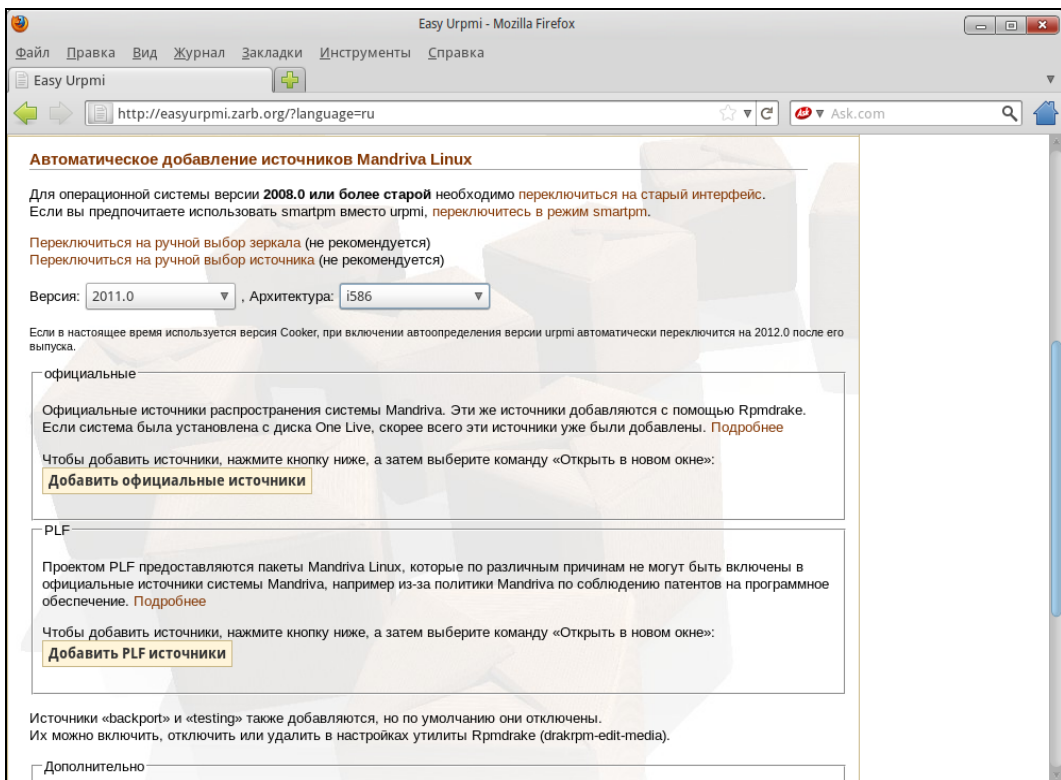 Easy Urpmi - Mozilla Firefox
Файл Правка Вид Журнал Закладки Инструменты Справка
Easy Urpmi
http://easyurpmi.zarb.org/?language=ru Ask.com
Автоматическое добавление источников Mandriva Linux
Для операционной системы версии 2008.0 или более старой необходимо переключиться на старый интерфейс.
Если вы предпочитаете использовать smartpm вместо urpmi, переключитесь в режим smartpm.
Переключиться на ручной выбор зеркала (не рекомендуется)
Переключиться на ручной выбор источника (не рекомендуется)
Версия: 2011.0 , Архитектура: i586
Если в настоящее время используется версия Cooker, при включении автоопределения версии urpmi автоматически переключится на 2012.0 после его
выпуска.
официальные
Официальные источники распространения системы Mandriva. Эти же источники добавляются с помощью Rpmdrake.
Если система была установлена с диска One Live, скорее всего эти источники уже были добавлены. Подробнее
Чтобы добавить источники, нажмите кнопку ниже, а затем выберите команду «Открыть в новом окне»:
Добавить официальные источники
PLF
Проектом PLF предоставляются пакеты Mandriva Linux, которые по различным причинам не могут быть включены в
официальные источники системы Mandriva, например из-за политики Mandriva по соблюдению патентов на программное
обеспечение. Подробнее
Чтобы добавить источники, нажмите кнопку ниже, а затем выберите команду «Открыть в новом окне»:
Добавить PLF источники
Источники «backport» и «testing» также добавляются, но по умолчанию они отключены.
Их можно включить, отключить или удалить в настройках утилиты Rpmdrake (drakrpm-edit-media).
Дополнительно